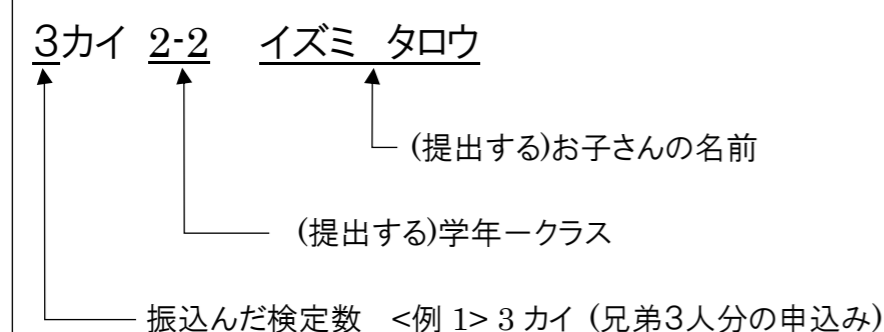 3カイ 2-2 イズミ タロウ
(提出する)お子さんの名前
(提出する)学年ークラス
振込んだ検定数 <例 1> 3 カイ (兄弟3人分の申込み)